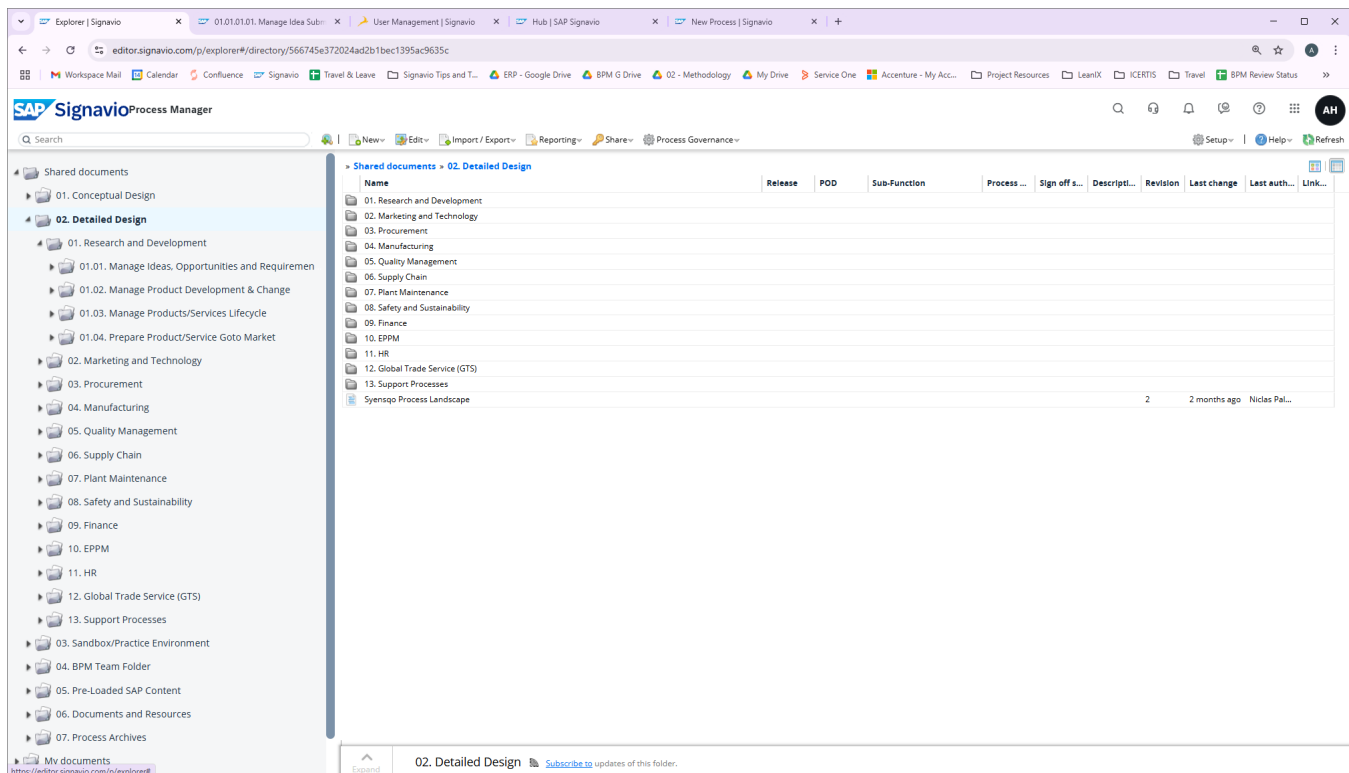 Explorer | Signavio
01.01.01.01. Manage Idea Subm
User Management | Signavio
Hub | SAP Signavio
New Process | Signavio
editor.signavio.com/p/explorer#/directory/566745e372024ad2b1bec1395ac9635c
A
Workspace Mail
Calendar
Confluence
Signavio
Travel & Leave
Signavio Tips and T...
ERP - Google Drive
BPM G Drive
02 - Methodology
My Drive
Service One
Accenture - My Acc...
Project Resources
LeanIX
ICERTIS
Travel
BPM Review Status
SAP Signavio Process Manager
AH
Search
New
Edit
Import / Export
Reporting
Share
Process Governance
Setup
Help
Refresh
Shared documents
01. Conceptual Design
02. Detailed Design
01. Research and Development
01.01. Manage Ideas, Opportunities and Requiremen
01.02. Manage Product Development & Change
01.03. Manage Products/Services Lifecycle
01.04. Prepare Product/Service Goto Market
02. Marketing and Technology
03. Procurement
04. Manufacturing
05. Quality Management
06. Supply Chain
07. Plant Maintenance
08. Safety and Sustainability
09. Finance
10. EPPM
11. HR
12. Global Trade Service (GTS)
13. Support Processes
03. Sandbox/Practice Environment
04. BPM Team Folder
05. Pre-Loaded SAP Content
06. Documents and Resources
07. Process Archives
My documents
https://editor.signavio.com/p/explorer#
» Shared documents » 02. Detailed Design
Name Release POD Sub-Function Process ... Sign off s... Descripti... Revision Last change Last auth... Link...
01. Research and Development
02. Marketing and Technology
03. Procurement
04. Manufacturing
05. Quality Management
06. Supply Chain
07. Plant Maintenance
08. Safety and Sustainability
09. Finance
10. EPPM
11. HR
12. Global Trade Service (GTS)
13. Support Processes
Syensqo Process Landscape 2 2 months ago Niclas Pal...
Expand
02. Detailed Design Subscribe to updates of this folder.